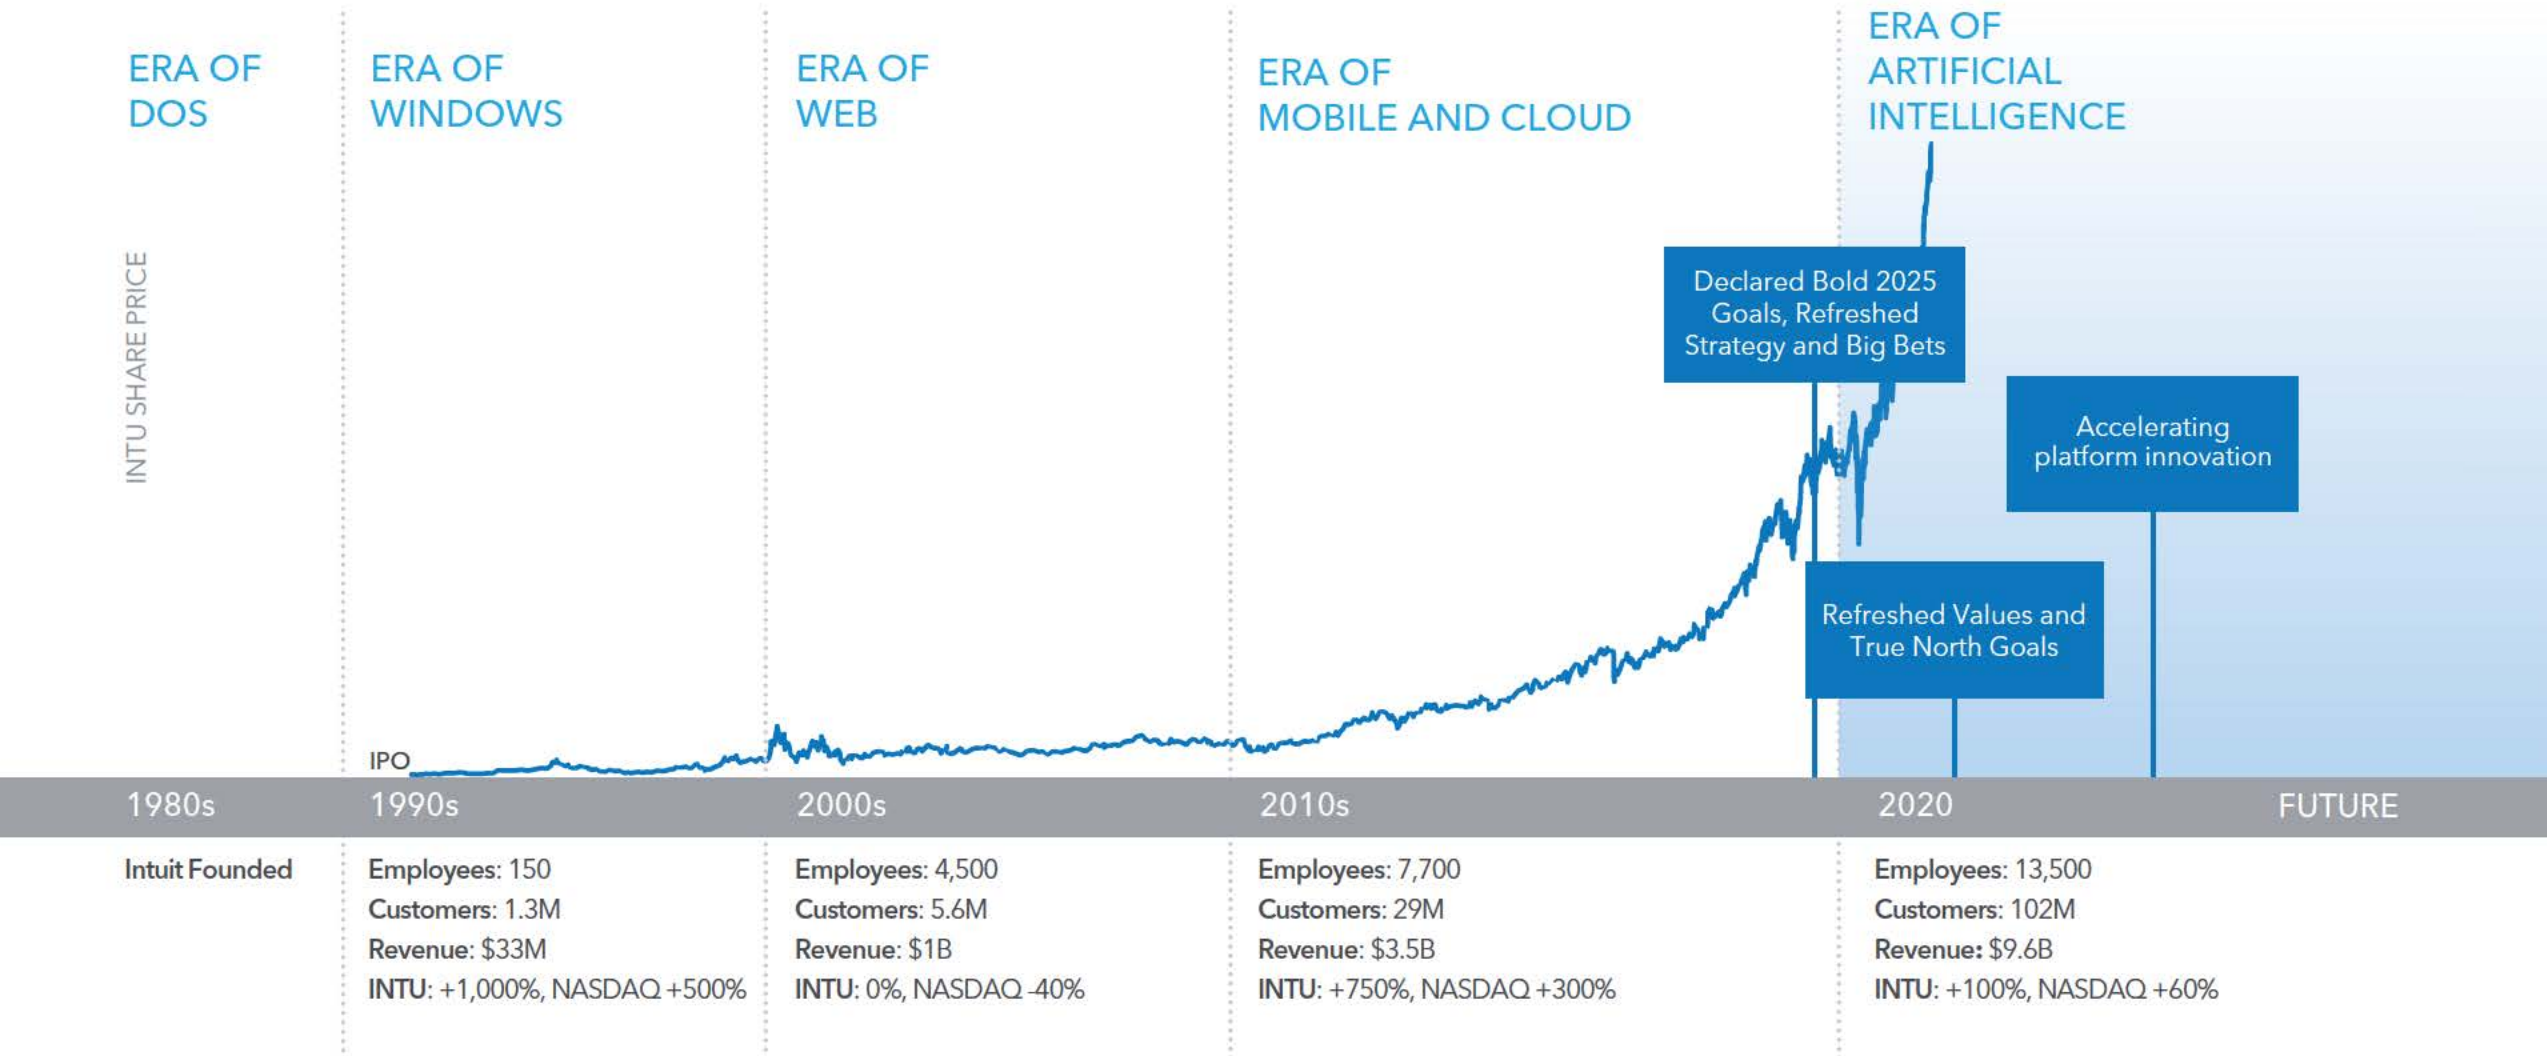 ERA OF
DOS
ERA OF
WINDOWS
ERA OF
WEB
ERA OF
MOBILE AND CLOUD
ERA OF
ARTIFICIAL
INTELLIGENCE
INTU SHARE PRICE
Declared Bold 2025
Goals, Refreshed
Strategy and Big Bets
Accelerating
platform innovation
Refreshed Values and
True North Goals
IPO
1980s
1990s
2000s
2010s
2020
FUTURE
Intuit Founded
Employees: 150
Customers: 1.3M
Revenue: $33M
INTU: +1,000%, NASDAQ +500%
Employees: 4,500
Customers: 5.6M
Revenue: $1B
INTU: 0%, NASDAQ -40%
Employees: 7,700
Customers: 29M
Revenue: $3.5B
INTU: +750%, NASDAQ +300%
Employees: 13,500
Customers: 102M
Revenue: $9.6B
INTU: +100%, NASDAQ +60%